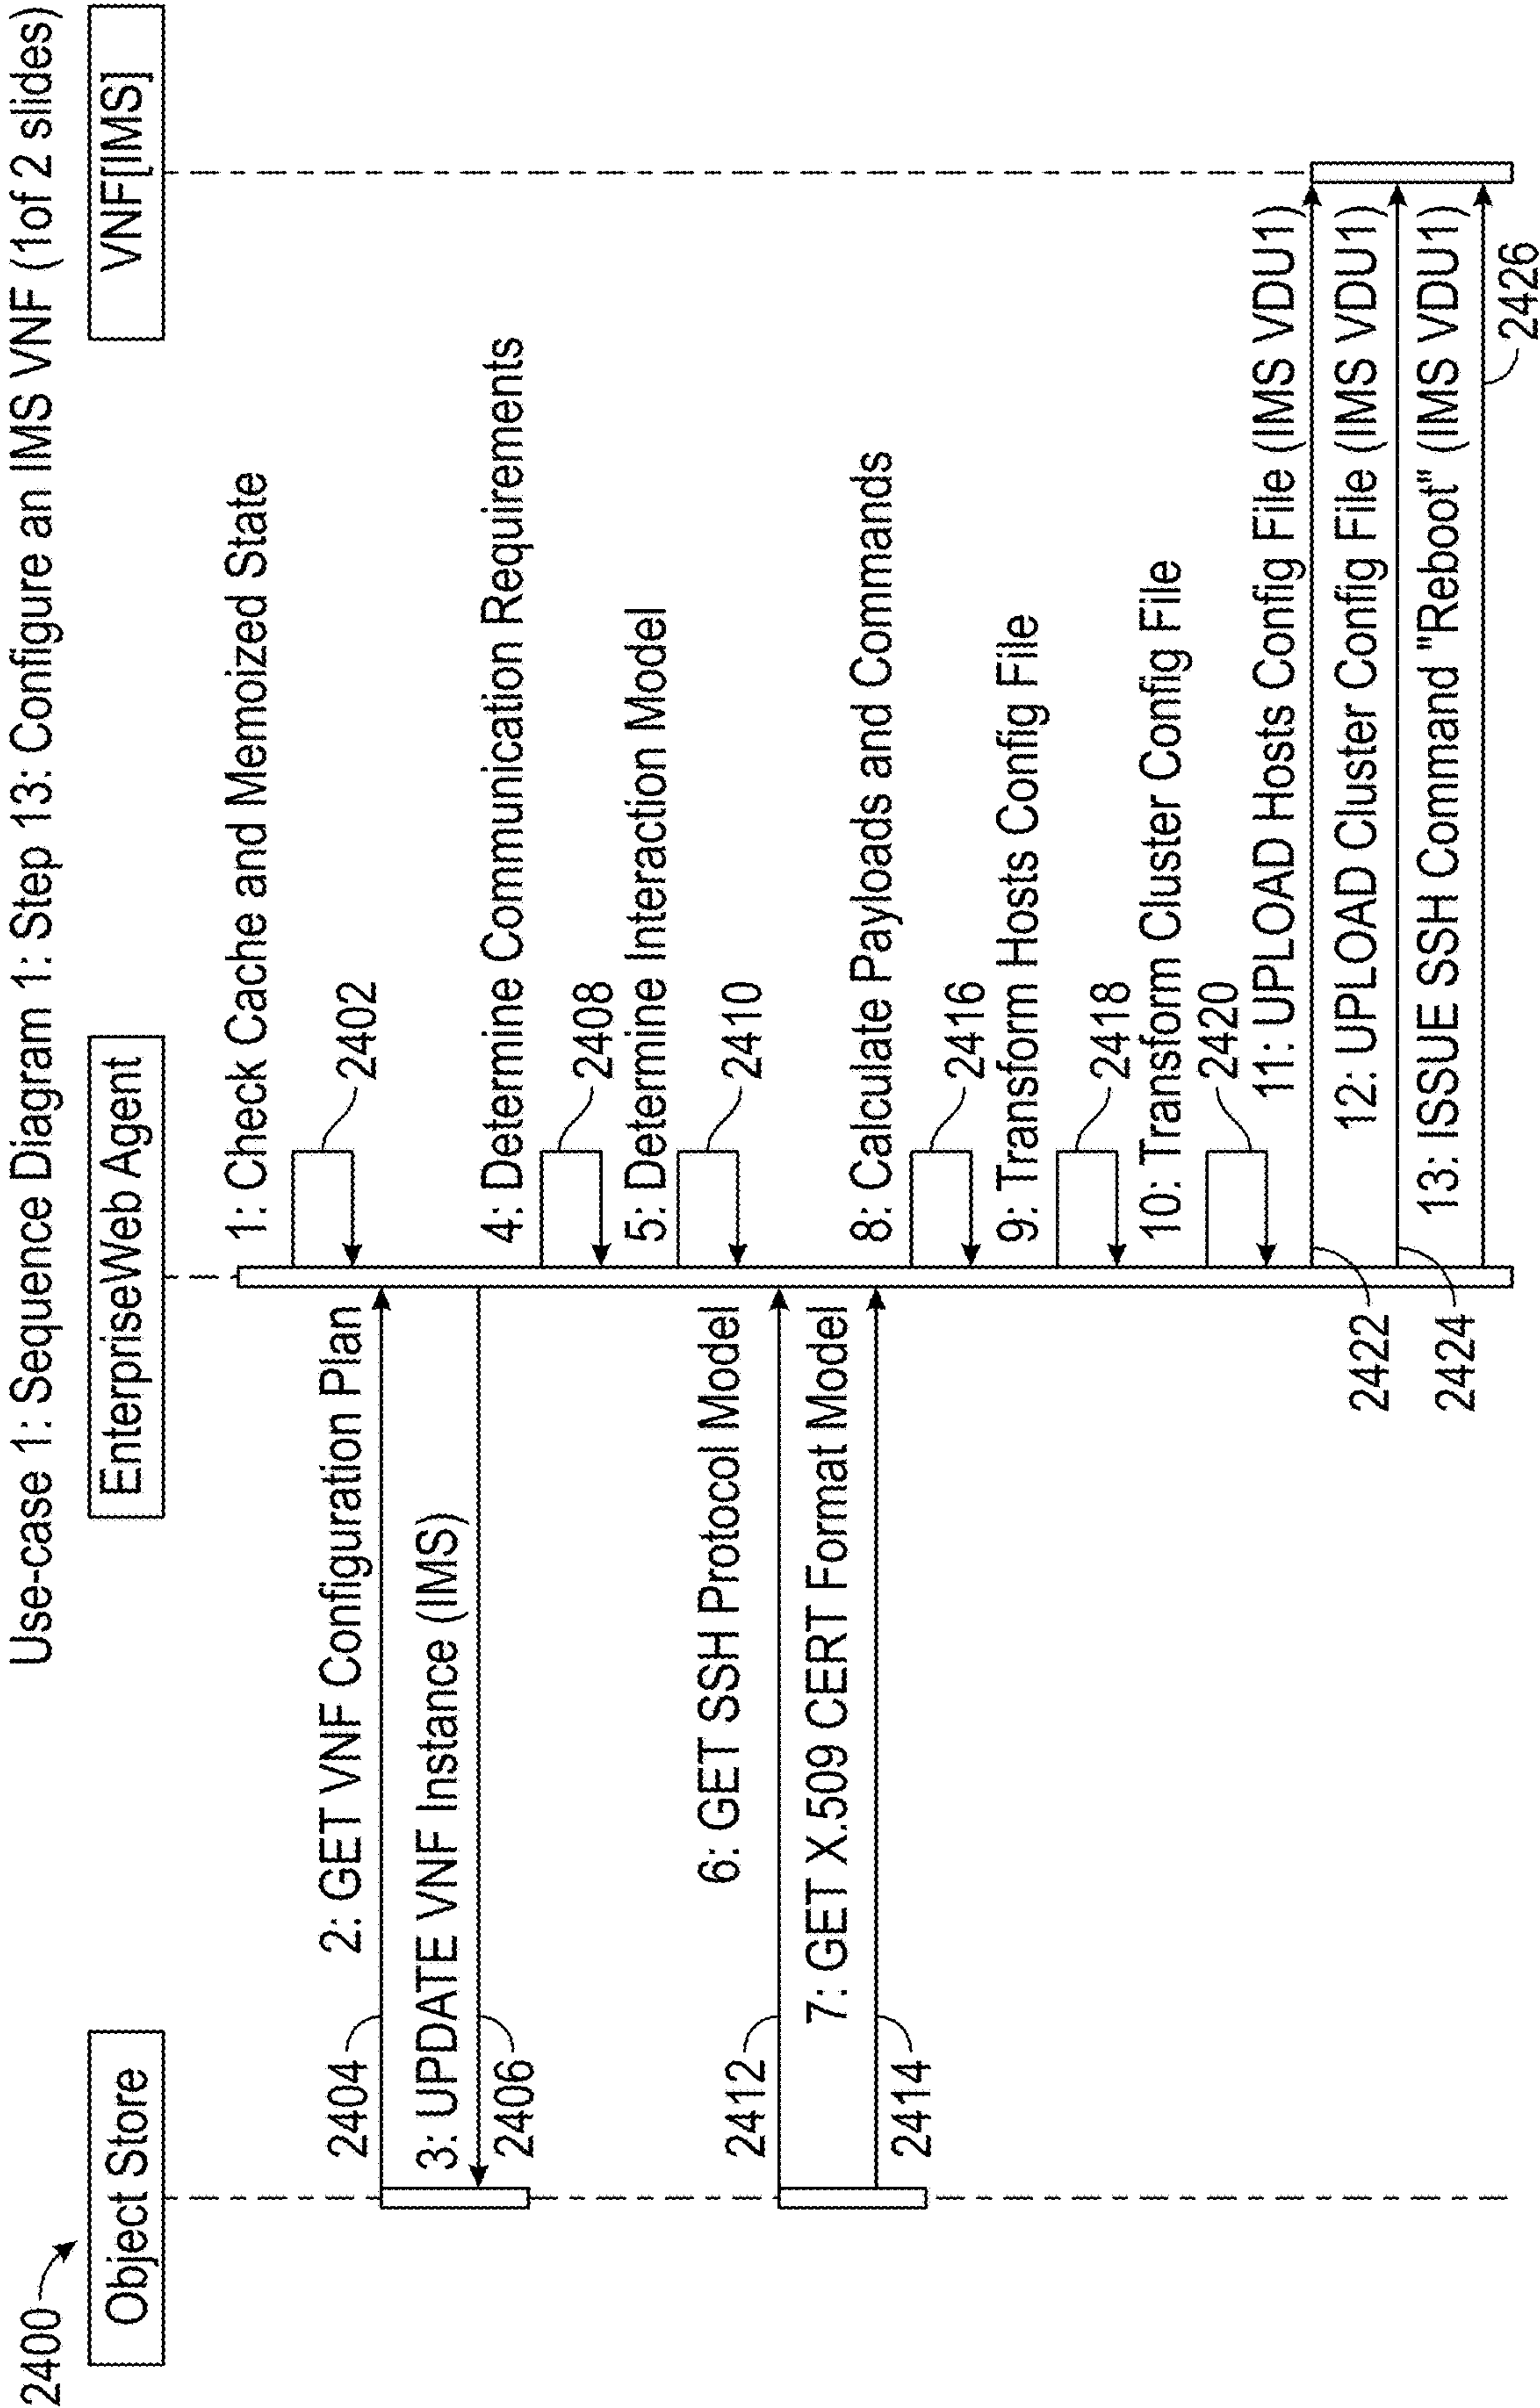 Use-case 1: Sequence Diagram 1: Step 13: Configure an IMS VNF (1of 2 slides)
2400
Object Store
EnterpriseWeb Agent
VNF[IMS]
1: Check Cache and Memoized State
2402
2: GET VNF Configuration Plan
2404
3: UPDATE VNF Instance (IMS)
2406
4: Determine Communication Requirements
2408
5: Determine Interaction Model
2410
6: GET SSH Protocol Model
2412
7: GET X.509 CERT Format Model
2414
8: Calculate Payloads and Commands
2416
9: Transform Hosts Config File
2418
10: Transform Cluster Config File
2420
11: UPLOAD Hosts Config File (IMS VDU1)
2422
12: UPLOAD Cluster Config File (IMS VDU1)
2424
13: ISSUE SSH Command "Reboot" (IMS VDU1)
2426